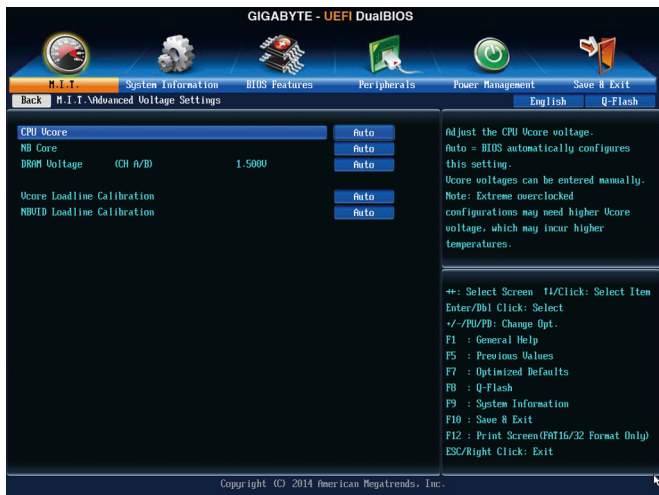 GIGABYTE - UEFI DualBIOS
M.I.T.
System Information
BIOS Features
Peripherals
Power Management
Save & Exit
Back M.I.T.\Advanced Voltage Settings
English
Q-Flash
CPU Vcore Auto
NB Core Auto
DRAM Voltage (CH A/B) 1.500V Auto
Vcore Loadline Calibration Auto
NBVID Loadline Calibration Auto
Adjust the CPU Vcore voltage.
Auto = BIOS automatically configures
this setting.
Vcore voltages can be entered manually.
Note: Extreme overclocked
configurations may need higher Vcore
voltage, which may incur higher
temperatures.
→←: Select Screen ↑↓/Click: Select Item
Enter/Dbl Click: Select
+/-/PU/PD: Change Opt.
F1 : General Help
F5 : Previous Values
F7 : Optimized Defaults
F8 : Q-Flash
F9 : System Information
F10 : Save & Exit
F12 : Print Screen(FAT16/32 Format Only)
ESC/Right Click: Exit
Copyright (C) 2014 American Megatrends, Inc.